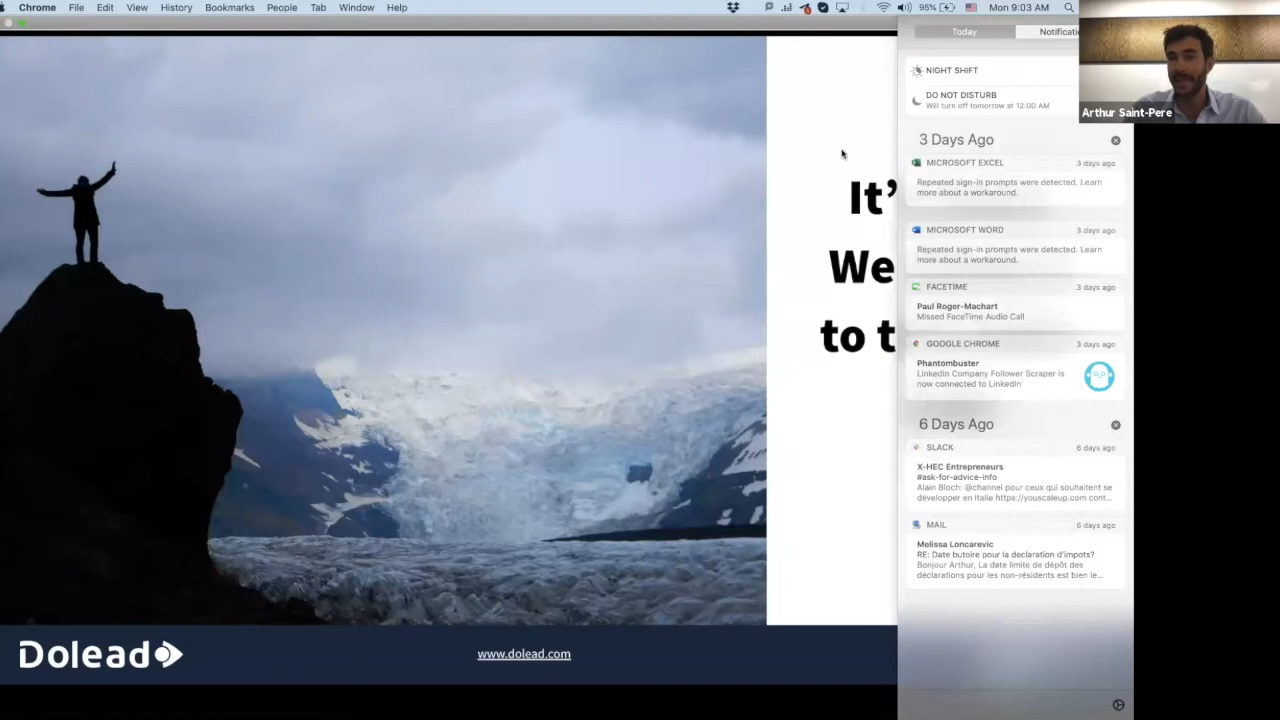 Chrome File Edit View History Bookmarks People Tab Window Help
95% Mon 9:03 AM
Today Notificati
NIGHT SHIFT
DO NOT DISTURB
Will turn off tomorrow at 12:00 AM
Arthur Saint-Pere
3 Days Ago
MICROSOFT EXCEL 3 days ago
Repeated sign-in prompts were detected. Learn
more about a workaround.
MICROSOFT WORD 3 days ago
Repeated sign-in prompts were detected. Learn
more about a workaround.
FACETIME 3 days ago
Paul Roger-Machart
Missed FaceTime Audio Call
GOOGLE CHROME 3 days ago
Phantombuster
LinkedIn Company Follower Scraper is
now connected to LinkedIn
6 Days Ago
SLACK 6 days ago
X-HEC Entrepreneurs
#ask-for-advice-info
Alain Bloch: @channel pour ceux qui souhaitent se
développer en Italie https://youscaleup.com cont...
MAIL 6 days ago
Melissa Loncarevic
RE: Date butoire pour la declaration d'impots?
Bonjour Arthur, La date limite de dépôt des
déclarations pour les non-résidents est bien le...
It'
We
to t
Dolead
www.dolead.com